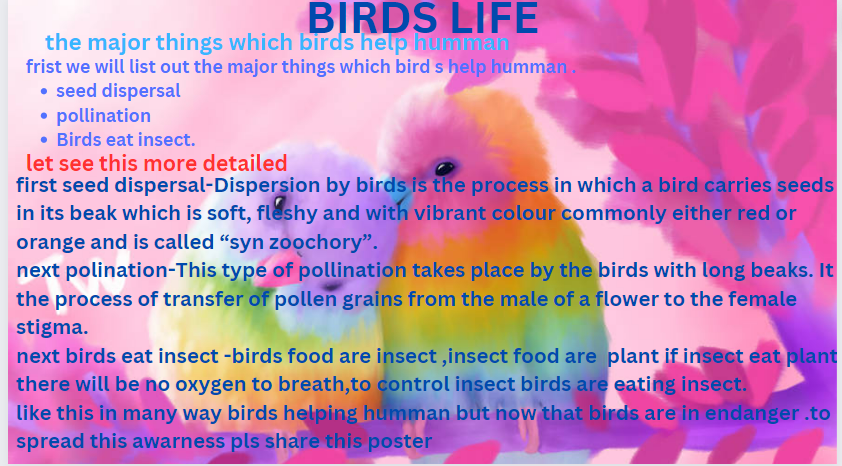 BIRDS LIFE
the major things which birds help humman
frist we will list out the major things which bird s help humman .
• seed dispersal
• pollination
• Birds eat insect.
let see this more detailed
first seed dispersal-Dispersion by birds is the process in which a bird carries seeds
in its beak which is soft, fleshy and with vibrant colour commonly either red or
orange and is called “syn zoochory”.
next polination-This type of pollination takes place by the birds with long beaks. It
the process of transfer of pollen grains from the male of a flower to the female
stigma.
next birds eat insect -birds food are insect ,insect food are plant if insect eat plant
there will be no oxygen to breath,to control insect birds are eating insect.
like this in many way birds helping humman but now that birds are in endanger .to
spread this awarness pls share this poster
TW